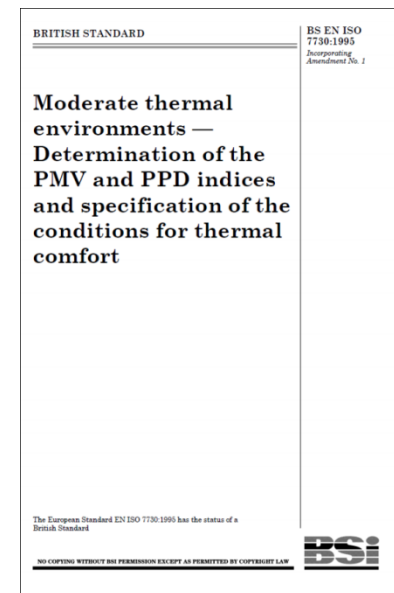 BRITISH STANDARD
BS EN ISO
7730:1995
Incorporating
Amendment No. 1
Moderate thermal
environments —
Determination of the
PMV and PPD indices
and specification of the
conditions for thermal
comfort
The European Standard EN ISO 7730:1995 has the status of a
British Standard
NO COPYING WITHOUT BSI PERMISSION EXCEPT AS PERMITTED BY COPYRIGHT LAW
BSi